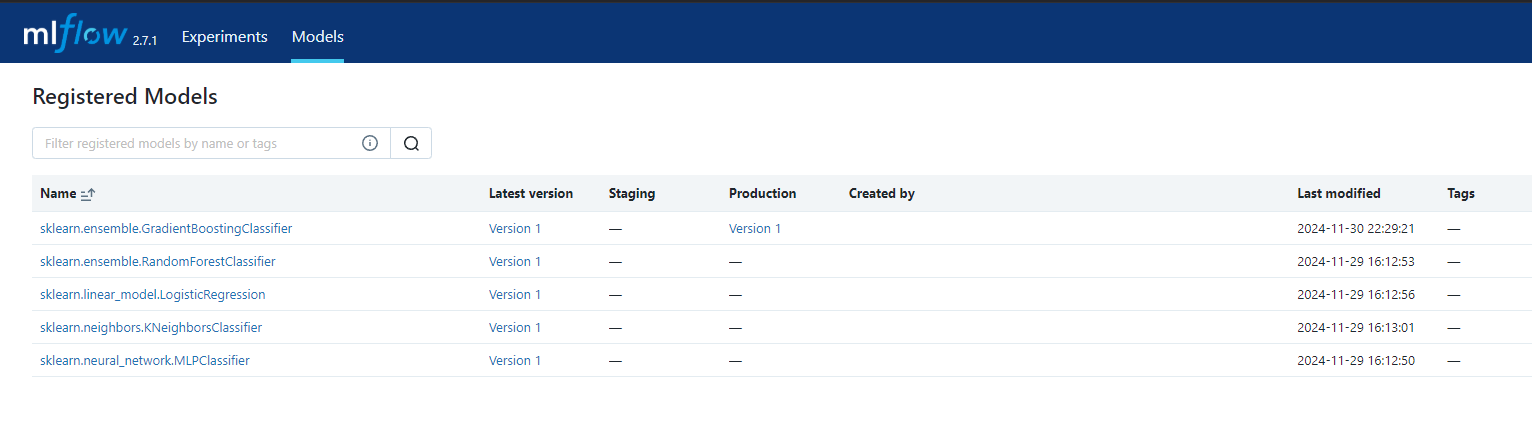 mlflow 2.7.1 Experiments Models
Registered Models
Filter registered models by name or tags
Name Latest version Staging Production Created by Last modified Tags
sklearn.ensemble.GradientBoostingClassifier Version 1 — Version 1 2024-11-30 22:29:21 —
sklearn.ensemble.RandomForestClassifier Version 1 — — 2024-11-29 16:12:53 —
sklearn.linear_model.LogisticRegression Version 1 — — 2024-11-29 16:12:56 —
sklearn.neighbors.KNeighborsClassifier Version 1 — — 2024-11-29 16:13:01 —
sklearn.neural_network.MLPClassifier Version 1 — — 2024-11-29 16:12:50 —